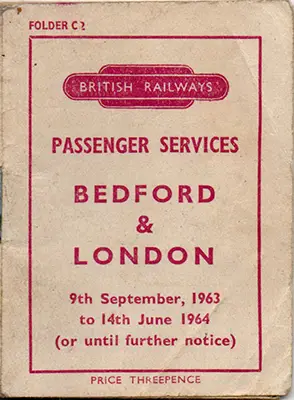 FOLDER C2
BRITISH RAILWAYS
PASSENGER SERVICES
BEDFORD
&
LONDON
9th September, 1963
to 14th June 1964
(or until further notice)
PRICE THREEPENCE